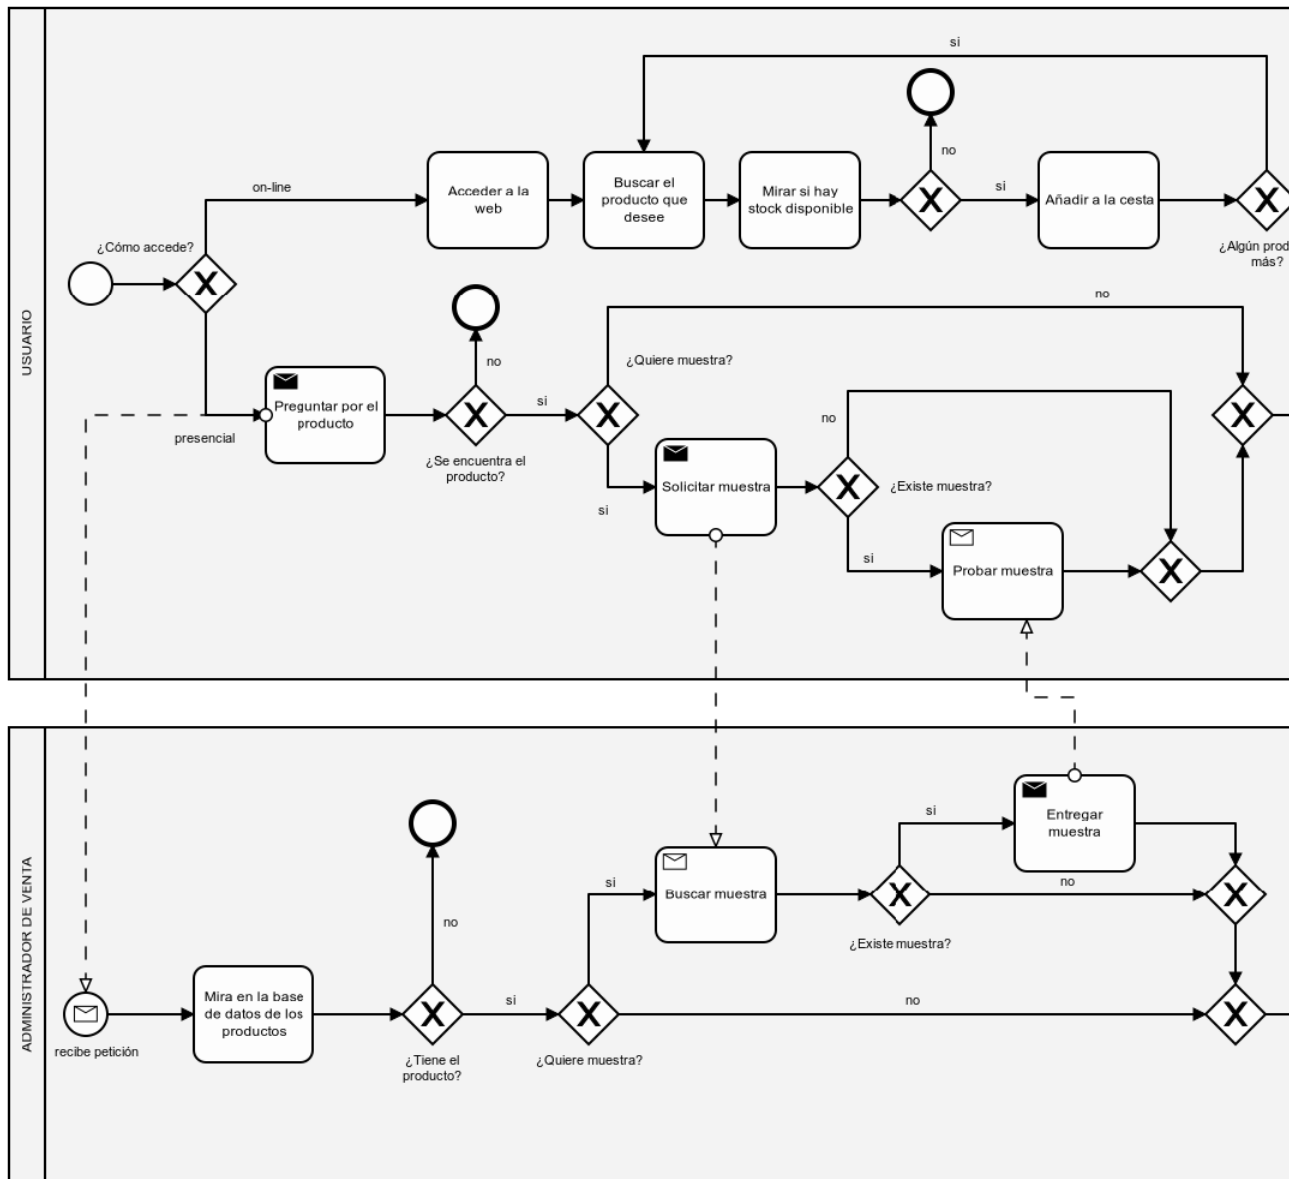 USUARIO
si
no
on-line
Acceder a la
web
Buscar el
producto que
desee
Mirar si hay
stock disponible
si
Añadir a la cesta
¿Cómo accede?
¿Algún prod
más?
no
¿Quiere muestra?
no
Preguntar por el
producto
si
no
presencial
¿Se encuentra el
producto?
Solicitar muestra
¿Existe muestra?
si
si
Probar muestra
ADMINISTRADOR DE VENTA
Entregar
muestra
si
si
no
Buscar muestra
no
¿Existe muestra?
Mira en la base
de datos de los
productos
si
no
recibe petición
¿Tiene el
producto?
¿Quiere muestra?